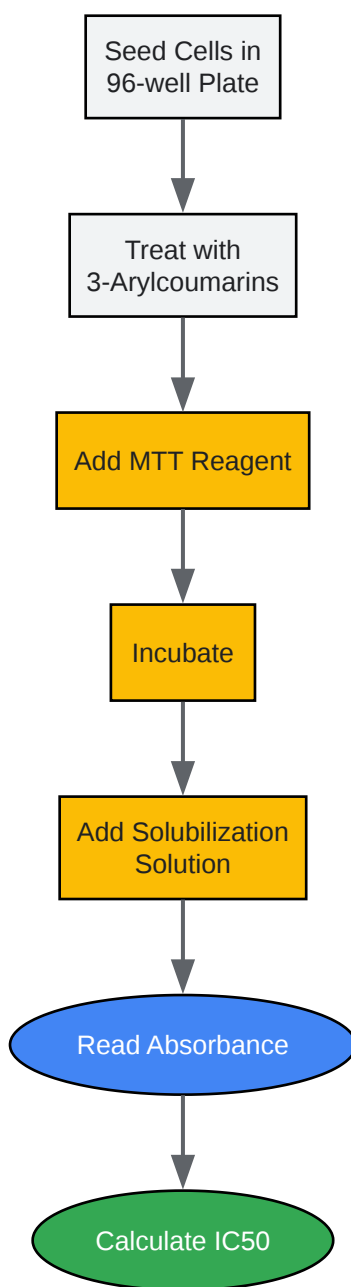 Seed Cells in
96-well Plate
Treat with
3-Arylcoumarins
Add MTT Reagent
Incubate
Add Solubilization
Solution
Read Absorbance
Calculate IC50